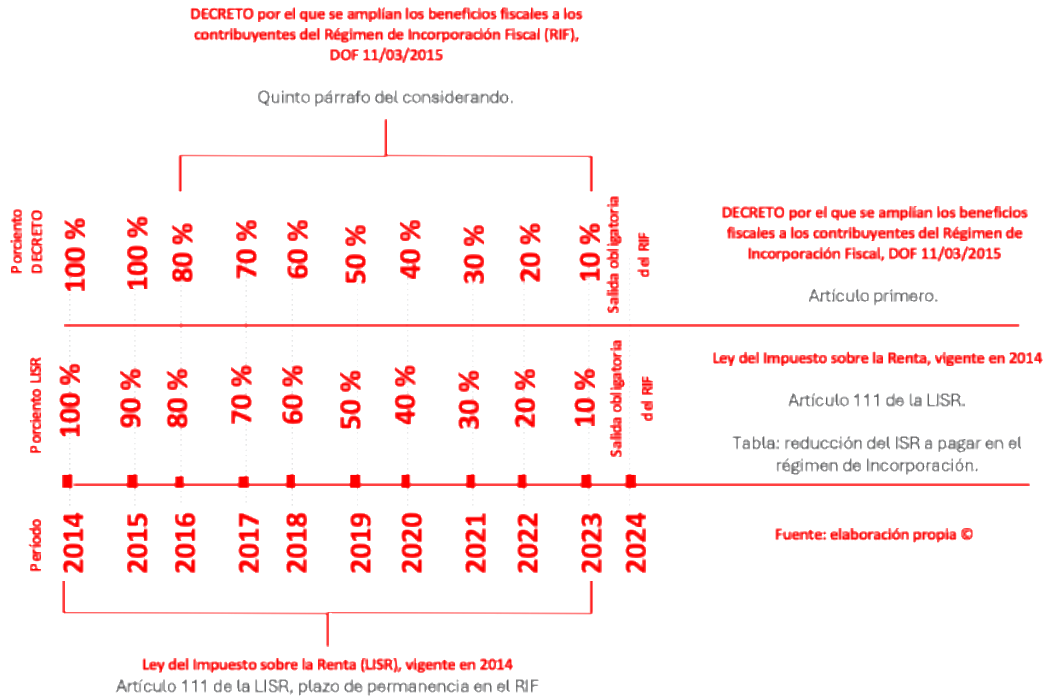 DECRETO por el que se amplían los beneficios fiscales a los
contribuyentes del Régimen de Incorporación Fiscal (RIF),
DOF 11/03/2015
Quinto párrafo del considerando.
Porciento
DECRETO
100 %
100 %
80 %
70 %
60 %
50 %
40 %
30 %
20 %
10 %
Salida obligatoria
del RIF
DECRETO por el que se amplían los beneficios
fiscales a los contribuyentes del Régimen de
Incorporación Fiscal, DOF 11/03/2015
Artículo primero.
Porciento LISR
100 %
90 %
80 %
70 %
60 %
50 %
40 %
30 %
20 %
10 %
Salida obligatoria
del RIF
Ley del Impuesto sobre la Renta, vigente en 2014
Artículo 111 de la LISR.
Tabla: reducción del ISR a pagar en el
régimen de Incorporación.
Período
2014
2015
2016
2017
2018
2019
2020
2021
2022
2023
2024
Fuente: elaboración propia ©
Ley del Impuesto sobre la Renta (LISR), vigente en 2014
Artículo 111 de la LISR, plazo de permanencia en el RIF